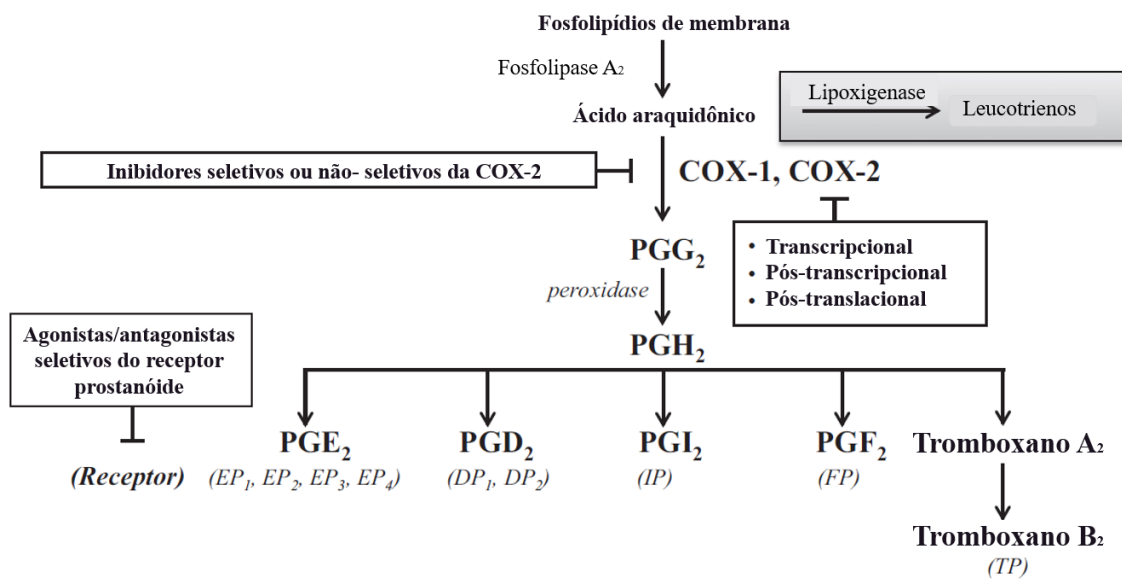 Fosfolipídios de membrana
Fosfolipase A₂
Lipoxigenase
Leucotrienos
Ácido araquidônico
Inibidores seletivos ou não- seletivos da COX-2
COX-1, COX-2
PGG₂
• Transcripcional
• Pós-transcripcional
• Pós-translacional
peroxidase
PGH₂
Agonistas/antagonistas
seletivos do receptor
prostanóide
(Receptor)
PGE₂
(EP₁, EP₂, EP₃, EP₄)
PGD₂
(DP₁, DP₂)
PGI₂
(IP)
PGF₂
(FP)
Tromboxano A₂
Tromboxano B₂
(TP)